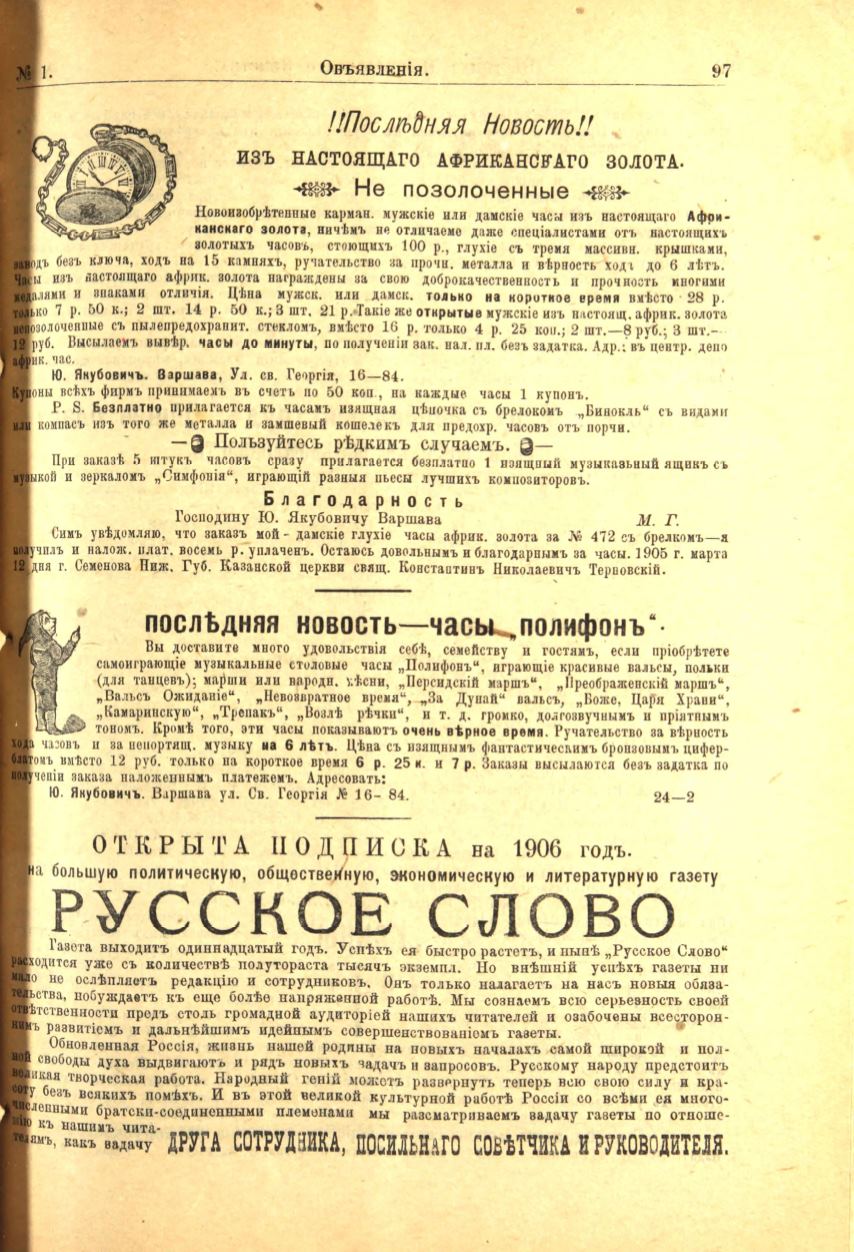 № 1.
Объявленія.
97
!!Послѣдняя Новость!!
ИЗЪ НАСТОЯЩАГО АФРИКАНСКАГО ЗОЛОТА.
Не позолоченные
Новоизобрѣтенные карман. мужскіе или дамскіе часы изъ настоящаго Афри-
канскаго золота, ничѣмъ не отличаемо даже спеціалистами отъ настоящихъ
золотыхъ часовъ, стоющихъ 100 р., глухіе съ тремя массивн. крышками,
заводъ безъ ключа, ходъ на 15 камняхъ, ручательство за прочн. металла и вѣрность хода до 6 лѣтъ.
Часы изъ настоящаго африк. золота награждены за свою доброкачественность и прочность многими
медалями и знаками отличія. Цѣна мужск. или дамск. только на короткое время вмѣсто 28 р.
только 7 р. 50 к.; 2 шт. 14 р. 50 к.; 3 шт. 21 р. Такіе же открытые мужскіе изъ настоящ. африк. золота
непозолоченные съ пылепредохранит. стекломъ, вмѣсто 16 р. только 4 р. 25 коп.; 2 шт.—8 руб.; 3 шт.-
12 руб. Высылаемъ вывѣр. часы до минуты, по полученіи зак. нал. пл. безъ задатка. Адр.: въ центр. депо
африк. час.
Ю. Якубовичъ. Варшава, Ул. св. Георгія, 16—84.
Купоны всѣхъ фирмъ принимаемъ въ счетъ по 50 коп., на каждые часы 1 купонъ.
P. S. Безплатно прилагается къ часамъ изящная цѣпочка съ брелокомъ „Бинокль“ съ видами
или компасъ изъ того же металла и замшевый кошелекъ для предохр. часовъ отъ порчи.
— Пользуйтесь рѣдкимъ случаемъ. —
При заказѣ 5 штукъ часовъ сразу прилагается безплатно 1 изящный музыкальный ящикъ съ
музыкой и зеркаломъ „Симфонія“, играющій разныя пьесы лучшихъ композиторовъ.
Благодарность
Господину Ю. Якубовичу Варшава
М. Г.
Симъ увѣдомляю, что заказъ мой - дамскіе глухіе часы африк. золота за № 472 съ брелкомъ—я
получилъ и налож. плат. восемь р. уплаченъ. Остаюсь довольнымъ и благодарнымъ за часы. 1905 г. марта
12 дня г. Семенова Ниж. Губ. Казанской церкви свящ. Константинъ Николаевичъ Терновскій.
ПОСЛѢДНЯЯ НОВОСТЬ—ЧАСЫ „ПОЛИФОНЪ“.
Вы доставите много удовольствія себѣ, семейству и гостямъ, если пріобрѣтете
самоиграющіе музыкальные столовые часы „Полифонъ“, играющіе красивые вальсы, польки
(для танцевъ); марши или народн. пѣсни, „Персидскій маршъ“, „Преображенскій маршъ“,
„Вальсъ Ожиданіе“, „Невозвратное время“, „За Дунай“ вальсъ, „Боже, Царя Храни“,
„Камаринскую“, „Трепакъ“, „Возлѣ рѣчки“, и т. д. громко, долгозвучнымъ и пріятнымъ
тономъ. Кромѣ того, эти часы показываютъ очень вѣрное время. Ручательство за вѣрность
хода часовъ и за непортящ. музыку на 6 лѣтъ. Цѣна съ изящнымъ фантастическимъ бронзовымъ цифер-
блатомъ вмѣсто 12 руб. только на короткое время 6 р. 25 к. и 7 р. Заказы высылаются безъ задатка по
полученіи заказа наложеннымъ платежемъ. Адресовать:
Ю. Якубовичъ. Варшава ул. Св. Георгія № 16- 84.
24—2
ОТКРЫТА ПОДПИСКА на 1906 годъ.
на большую политическую, общественную, экономическую и литературную газету
РУССКОЕ СЛОВО
Газета выходитъ одиннадцатый годъ. Успѣхъ ея быстро растетъ, и нынѣ „Русское Слово“
расходится уже съ количествѣ полутораста тысячъ экземпл. Но внѣшній успѣхъ газеты ни
мало не ослѣпляетъ редакцію и сотрудниковъ. Онъ только налагаетъ на насъ новыя обяза-
тельства, побуждаетъ къ еще болѣе напряженной работѣ. Мы сознаемъ всю серьезность своей
отвѣтственности предъ столь громадной аудиторіей нашихъ читателей и озабочены всесторон-
нимъ развитіемъ и дальнѣйшимъ идейнымъ совершенствованіемъ газеты.
Обновленная Россія, жизнь нашей родины на новыхъ началахъ самой широкой и пол-
ной свободы духа выдвигаютъ и рядъ новыхъ задачъ и запросовъ. Русскому народу предстоитъ
великая творческая работа. Народный геній можетъ развернуть теперь всю свою силу и кра-
соту безъ всякихъ помѣхъ. И въ этой великой культурной работѣ Россіи со всѣми ея много-
численными братски-соединенными племенами мы разсматриваемъ задачу газеты по отноше-
нію къ нашимъ чита-
телямъ, какъ задачу ДРУГА СОТРУДНИКА, ПОСИЛЬНАГО СОВѢТЧИКА И РУКОВОДИТЕЛЯ.